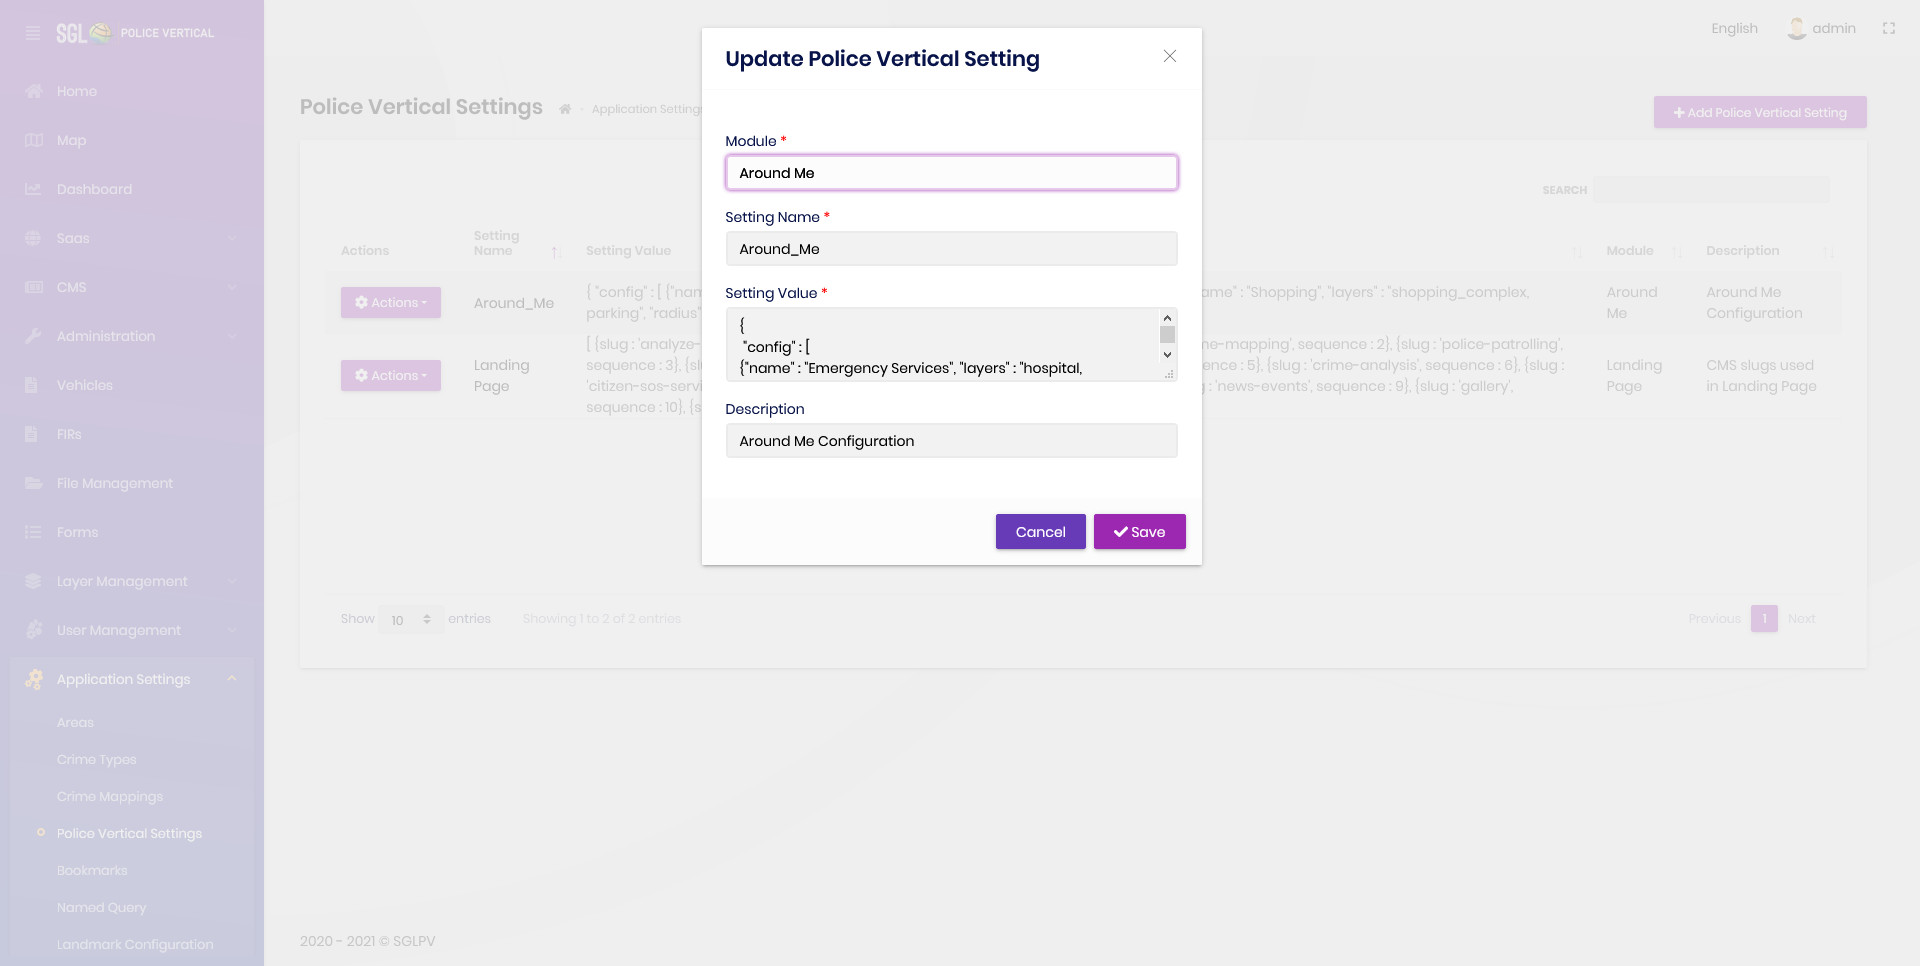 SGL POLICE VERTICAL
Home
Map
Dashboard
Saas
CMS
Administration
Vehicles
FIRs
File Management
Forms
Layer Management
User Management
Application Settings
Areas
Crime Types
Crime Mappings
Police Vertical Settings
Bookmarks
Named Query
Landmark Configuration
English
admin
Police Vertical Settings
Application Settings
Add Police Vertical Setting
SEARCH
Actions
Setting Name
Setting Value
Module
Description
Actions
Around_Me
{ "config" : [ {"nam
ame" : "Shopping", "layers" : "shopping_complex,
parking", "radius"
Around
Me
Around Me
Configuration
Actions
Landing
Page
[ {slug : 'analyze-
me-mapping', sequence : 2}, {slug : 'police-patrolling',
sequence : 3}, {slu
ence : 5}, {slug : 'crime-analysis', sequence : 6}, {slug :
'citizen-sos-servi
g : 'news-events', sequence : 9}, {slug : 'gallery',
sequence : 10}, {s
Landing
Page
CMS slugs used
in Landing Page
Update Police Vertical Setting
Module *
Around Me
Setting Name *
Around_Me
Setting Value *
{
"config" : [
{"name" : "Emergency Services", "layers" : "hospital,
Description
Around Me Configuration
Cancel
Save
Show 10 entries
Showing 1 to 2 of 2 entries
Previous 1 Next
2020 - 2021 © SGLPV